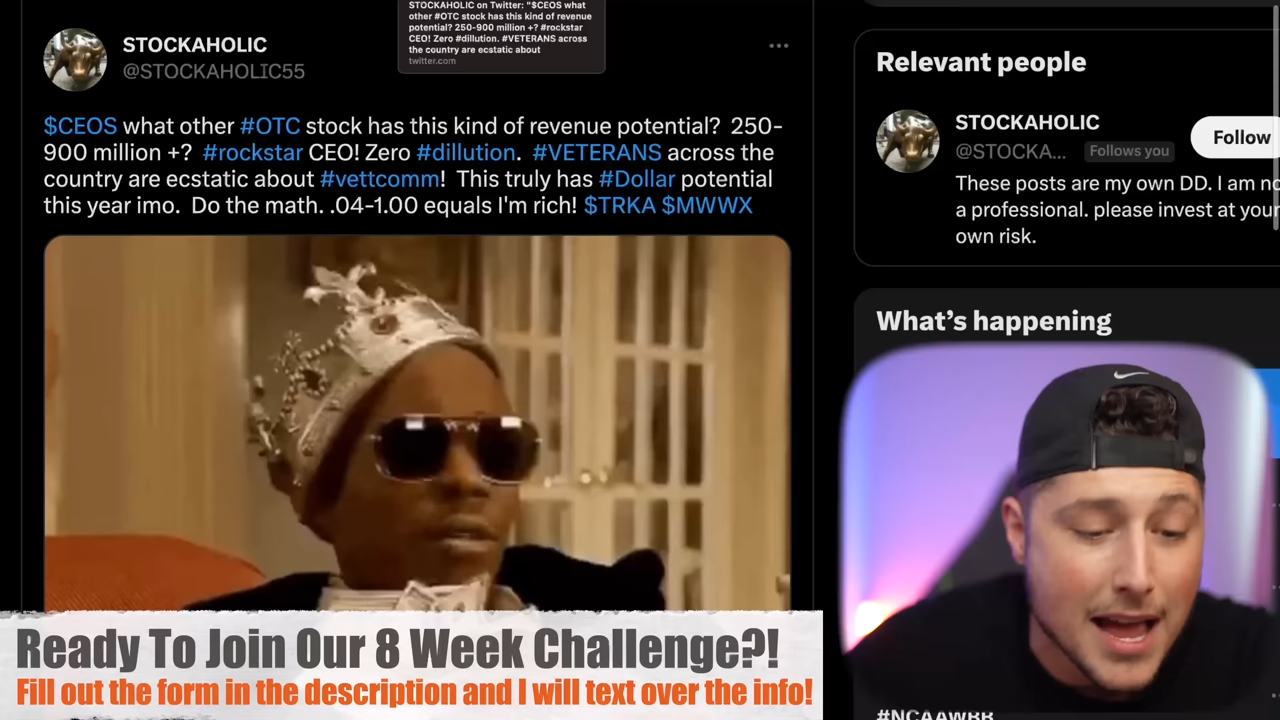 STOCKAHOLIC on Twitter: "$CEOS what
other #OTC stock has this kind of revenue
potential? 250-900 million +? #rockstar
CEO! Zero #dillution. #VETERANS across
the country are ecstatic about
twitter.com
STOCKAHOLIC
@STOCKAHOLIC55
$CEOS what other #OTC stock has this kind of revenue potential? 250-
900 million +? #rockstar CEO! Zero #dillution. #VETERANS across the
country are ecstatic about #vettcomm! This truly has #Dollar potential
this year imo. Do the math. .04-1.00 equals I'm rich! $TRKA $MWWX
Relevant people
STOCKAHOLIC
@STOCKA... Follows you
Follow
These posts are my own DD. I am no
a professional. please invest at your
own risk.
What's happening
#NCAAWBB
Ready To Join Our 8 Week Challenge?!
Fill out the form in the description and I will text over the info!